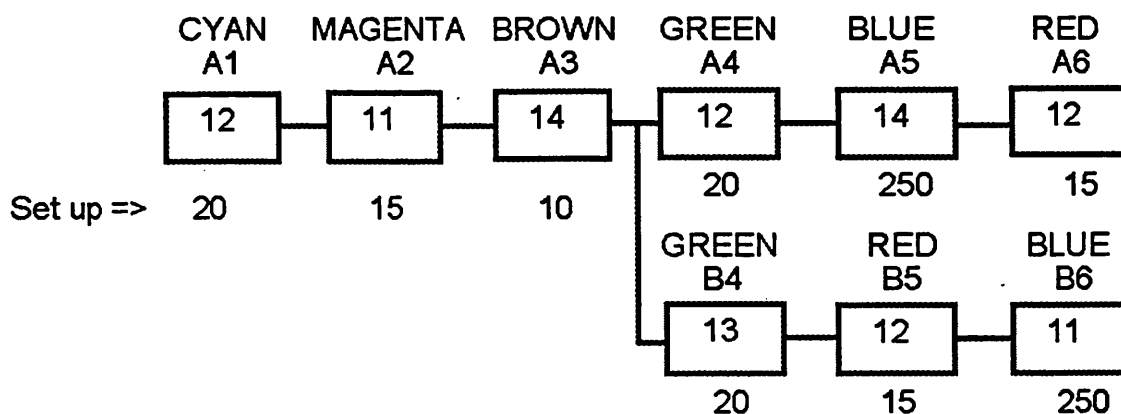 CYAN MAGENTA BROWN GREEN BLUE RED
A1 A2 A3 A4 A5 A6
12 11 14 12 14 12
20 250 15
Set up => 20 15 10
GREEN RED BLUE
B4 B5 B6
13 12 11
20 15 250